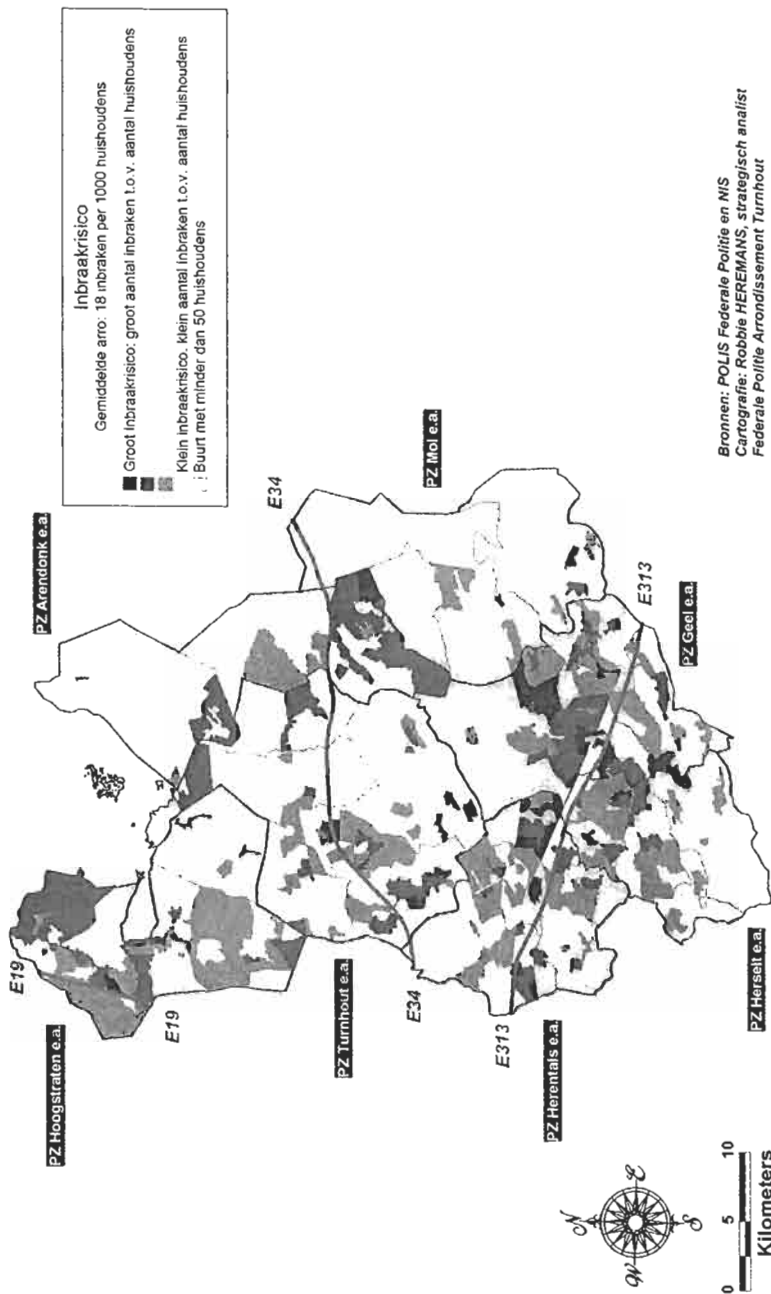 Inbraakrisico
Gemiddelde arro: 18 inbraken per 1000 huishoudens
Groot inbraakrisico: groot aantal inbraken t.o.v. aantal huishoudens
Klein inbraakrisico. klein aantal inbraken t.o.v. aantal huishoudens
Buurt met minder dan 50 huishoudens
PZ Hoogstraten e.a.
E19
E19
PZ Arendonk e.a.
PZ Turnhout e.a.
E34
E34
PZ Mol e.a.
E313
E313
PZ Herentals e.a.
PZ Geel e.a.
PZ Herselt e.a.
N
W
E
S
0 5 10
Kilometers
Bronnen: POLIS Federale Politie en NIS
Cartografie: Robbie HEREMANS, strategisch analist
Federale Politie Arrondissement Turnhout